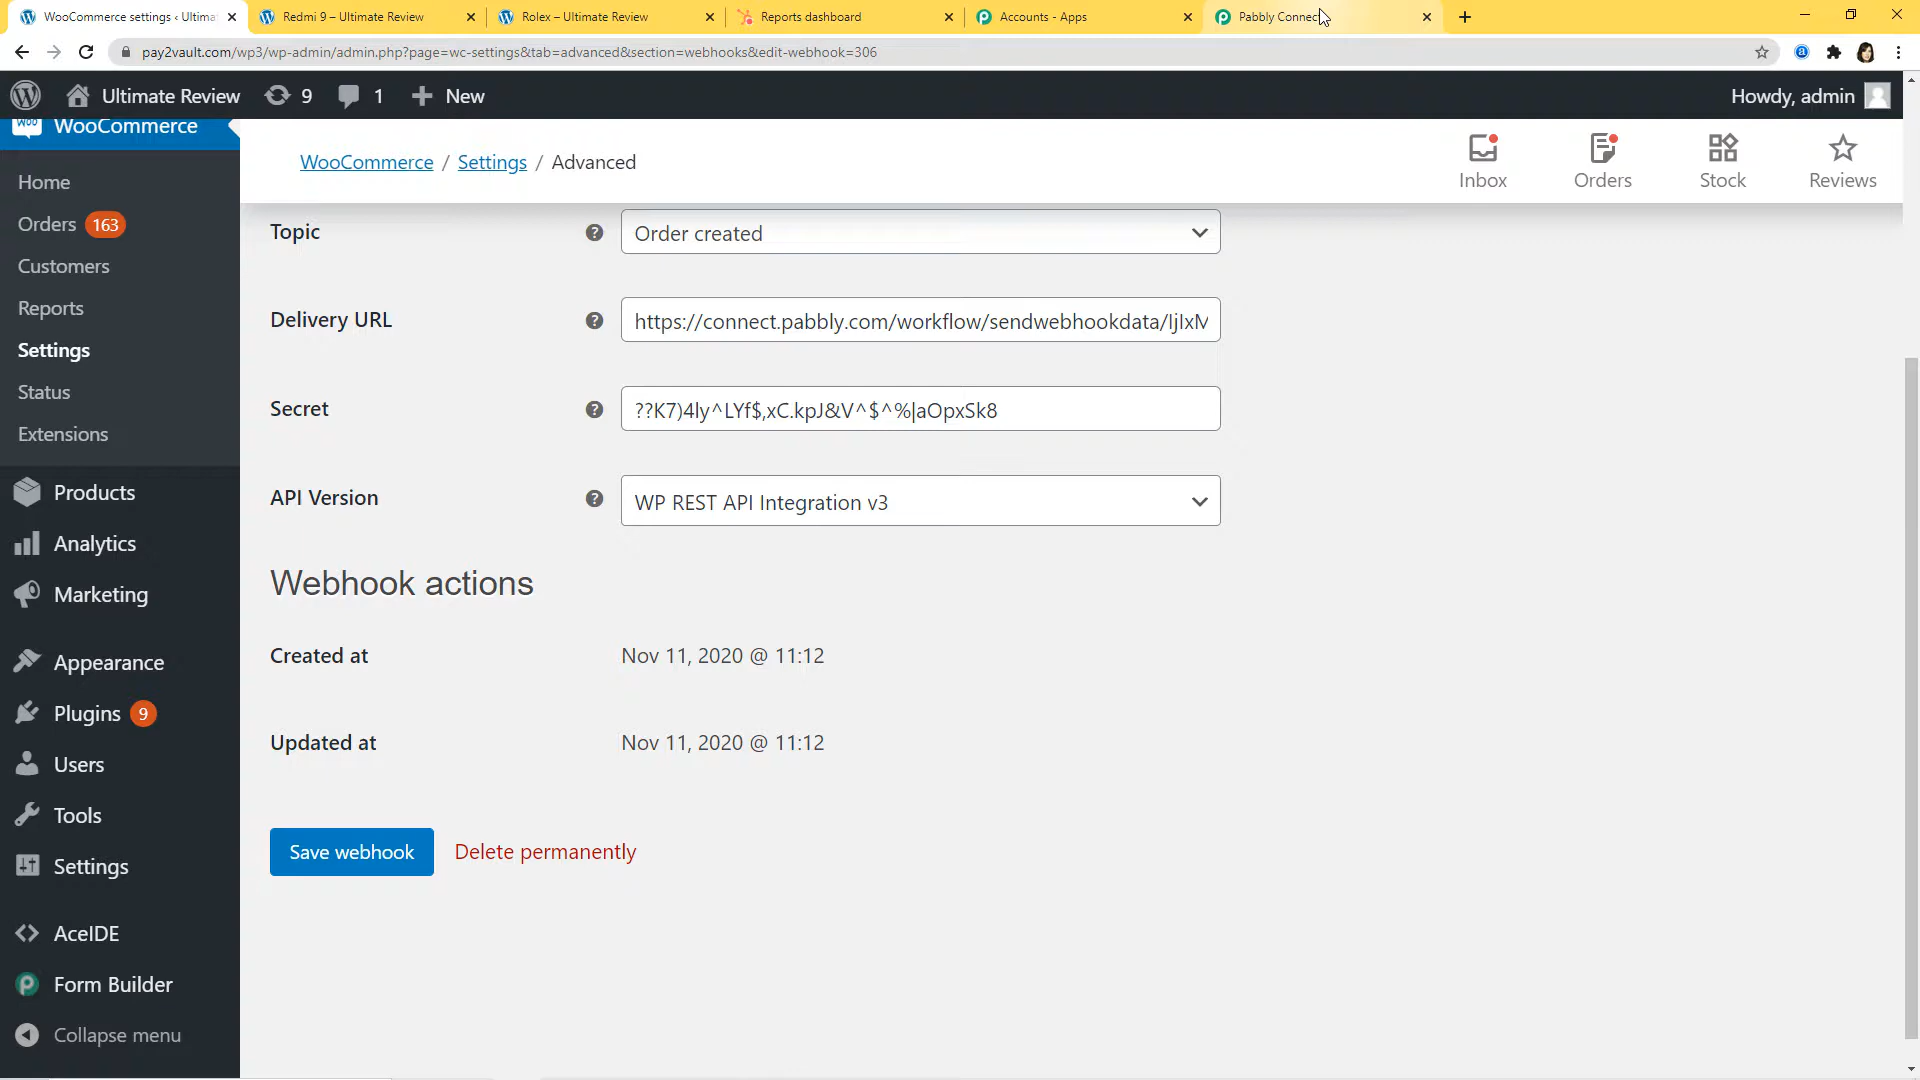 WooCommerce settings ‹ Ultima
Redmi 9 – Ultimate Review
Rolex – Ultimate Review
Reports dashboard
Accounts - Apps
Pabbly Connect
pay2vault.com/wp3/wp-admin/admin.php?page=wc-settings&tab=advanced&section=webhooks&edit-webhook=306
Ultimate Review
9
1
New
Howdy, admin
WooCommerce
WooCommerce / Settings / Advanced
Inbox
Orders
Stock
Reviews
Home
Orders 163
Customers
Reports
Settings
Status
Extensions
Products
Analytics
Marketing
Appearance
Plugins 9
Users
Tools
Settings
AceIDE
Form Builder
Collapse menu
Topic
Order created
Delivery URL
https://connect.pabbly.com/workflow/sendwebhookdata/IjIxM
Secret
??K7)4ly^LYf$,xC.kpJ&V^$^%|aOpxSk8
API Version
WP REST API Integration v3
Webhook actions
Created at
Nov 11, 2020 @ 11:12
Updated at
Nov 11, 2020 @ 11:12
Save webhook
Delete permanently